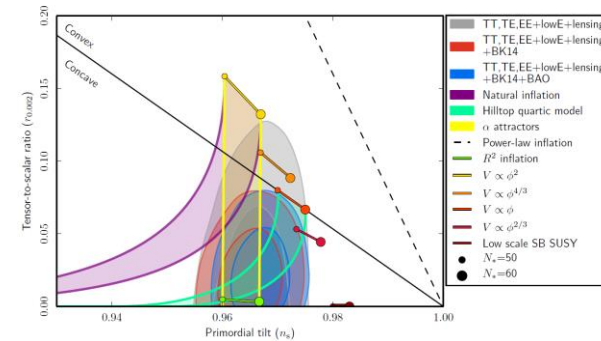 Convex
Concave
Tensor-to-scalar ratio (r0.002)
0.00
0.05
0.10
0.15
0.20
0.94
0.96
0.98
1.00
Primordial tilt (ns)
TT,TE,EE+lowE+lensing
TT,TE,EE+lowE+lensing
+BK14
TT,TE,EE+lowE+lensing
+BK14+BAO
Natural inflation
Hilltop quartic model
α attractors
Power-law inflation
R² inflation
V ∝ ϕ²
V ∝ ϕ^4/3
V ∝ ϕ
V ∝ ϕ^2/3
Low scale SB SUSY
N*=50
N*=60